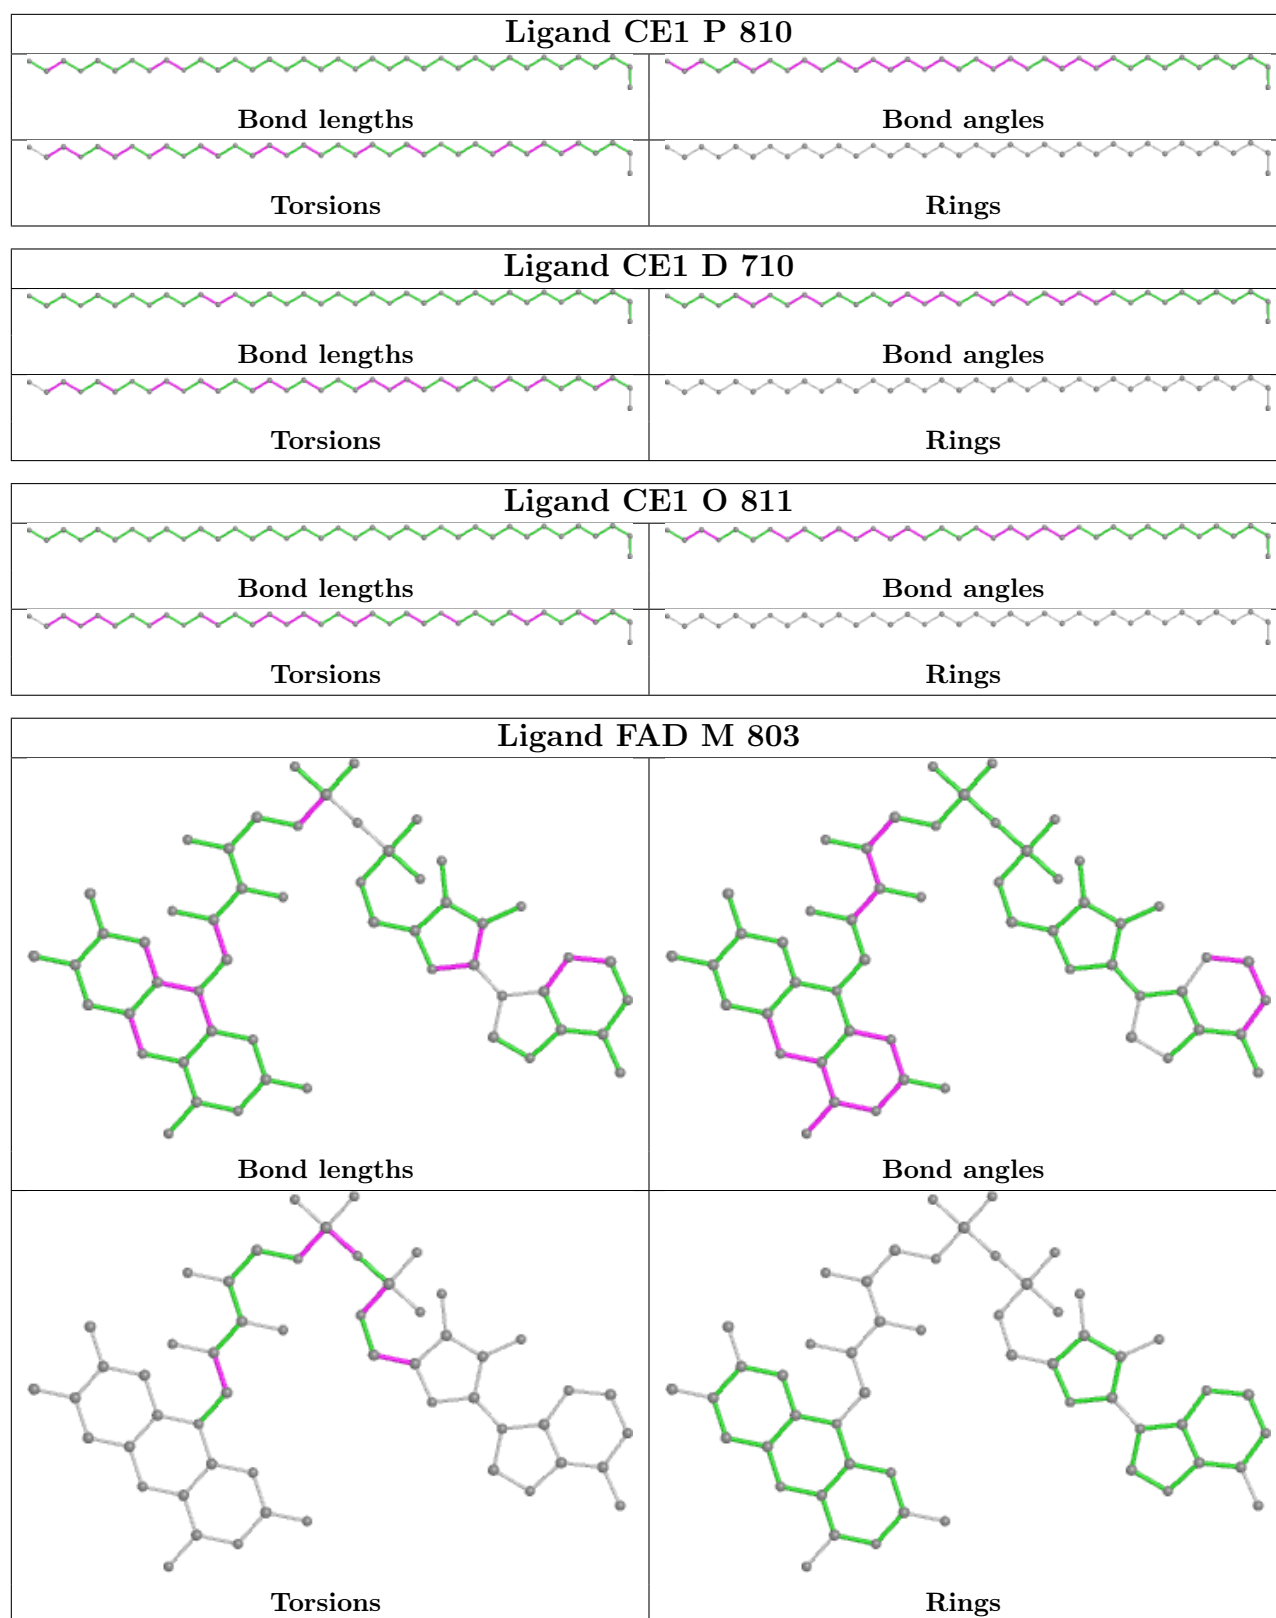 Ligand CE1 P 810
Bond lengths
Bond angles
Torsions
Rings
Ligand CE1 D 710
Bond lengths
Bond angles
Torsions
Rings
Ligand CE1 O 811
Bond lengths
Bond angles
Torsions
Rings
Ligand FAD M 803
Bond lengths
Bond angles
Torsions
Rings